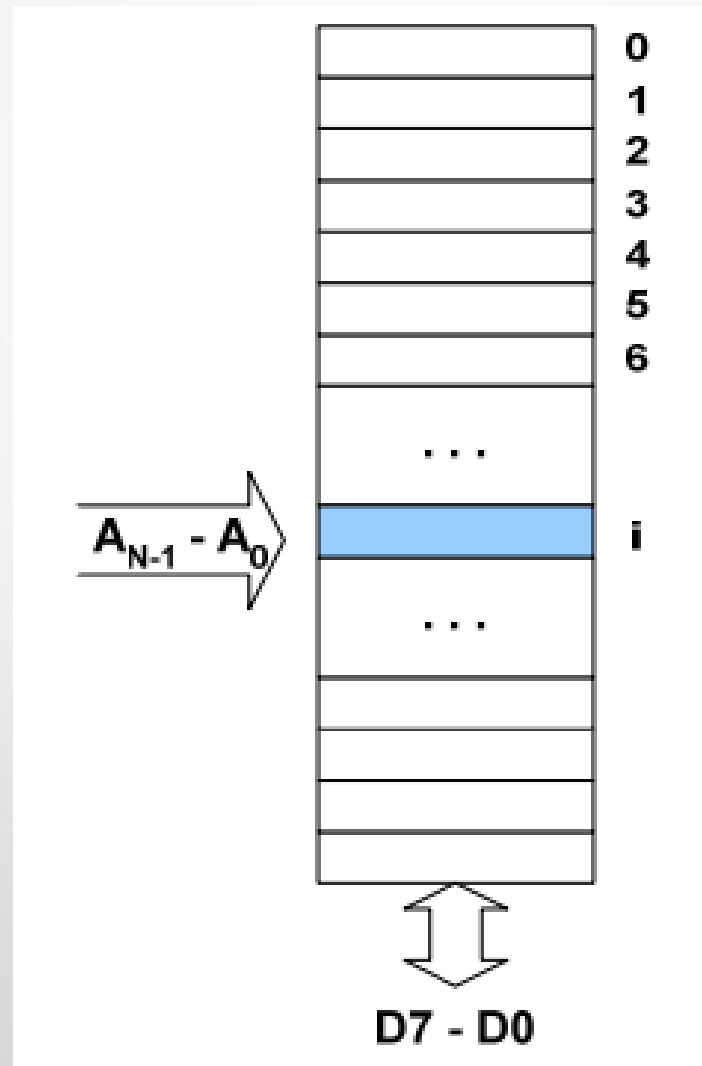 0
1
2
3
4
5
6
. . .
A_{N-1} - A_0
i
. . .
D7 - D0